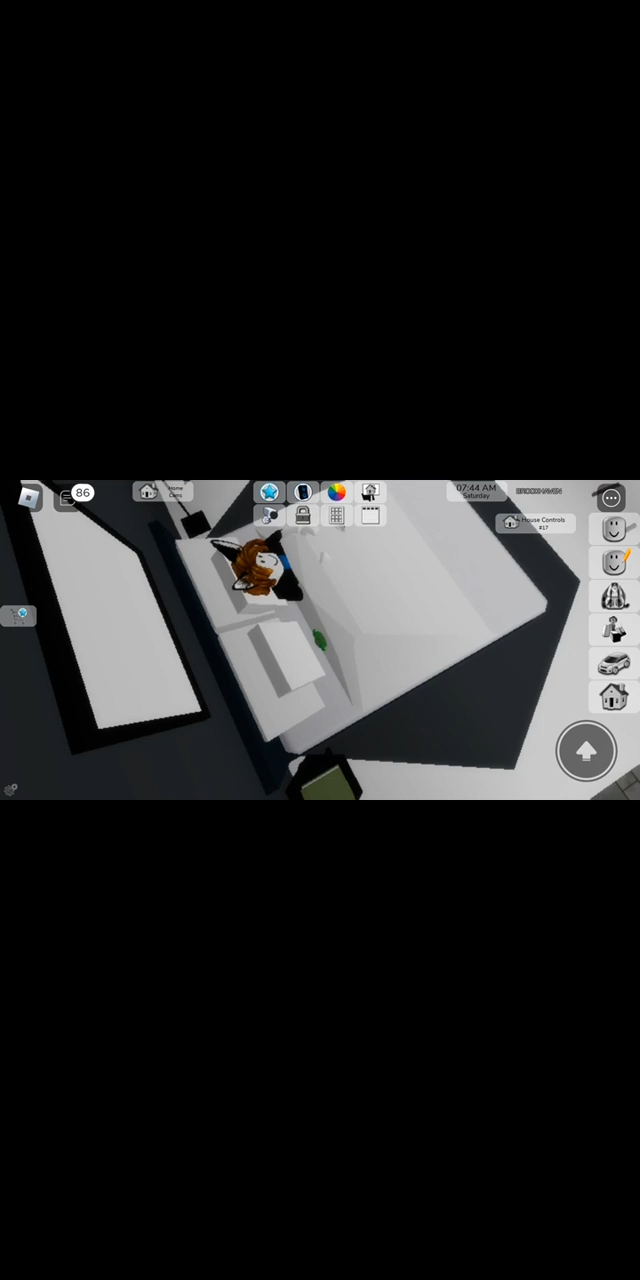 86
Home
Cams
07:44 AM
Saturday
BROOKHAVEN
House Controls
#17